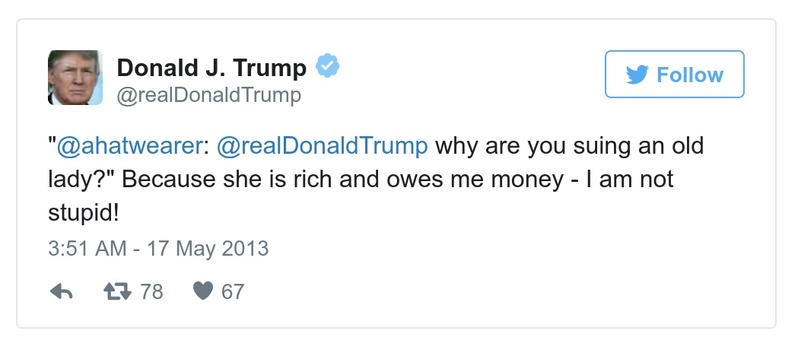 Donald J. Trump
@realDonaldTrump
Follow
"@ahatwearer: @realDonaldTrump why are you suing an old
lady?" Because she is rich and owes me money - I am not
stupid!
3:51 AM - 17 May 2013
78 67